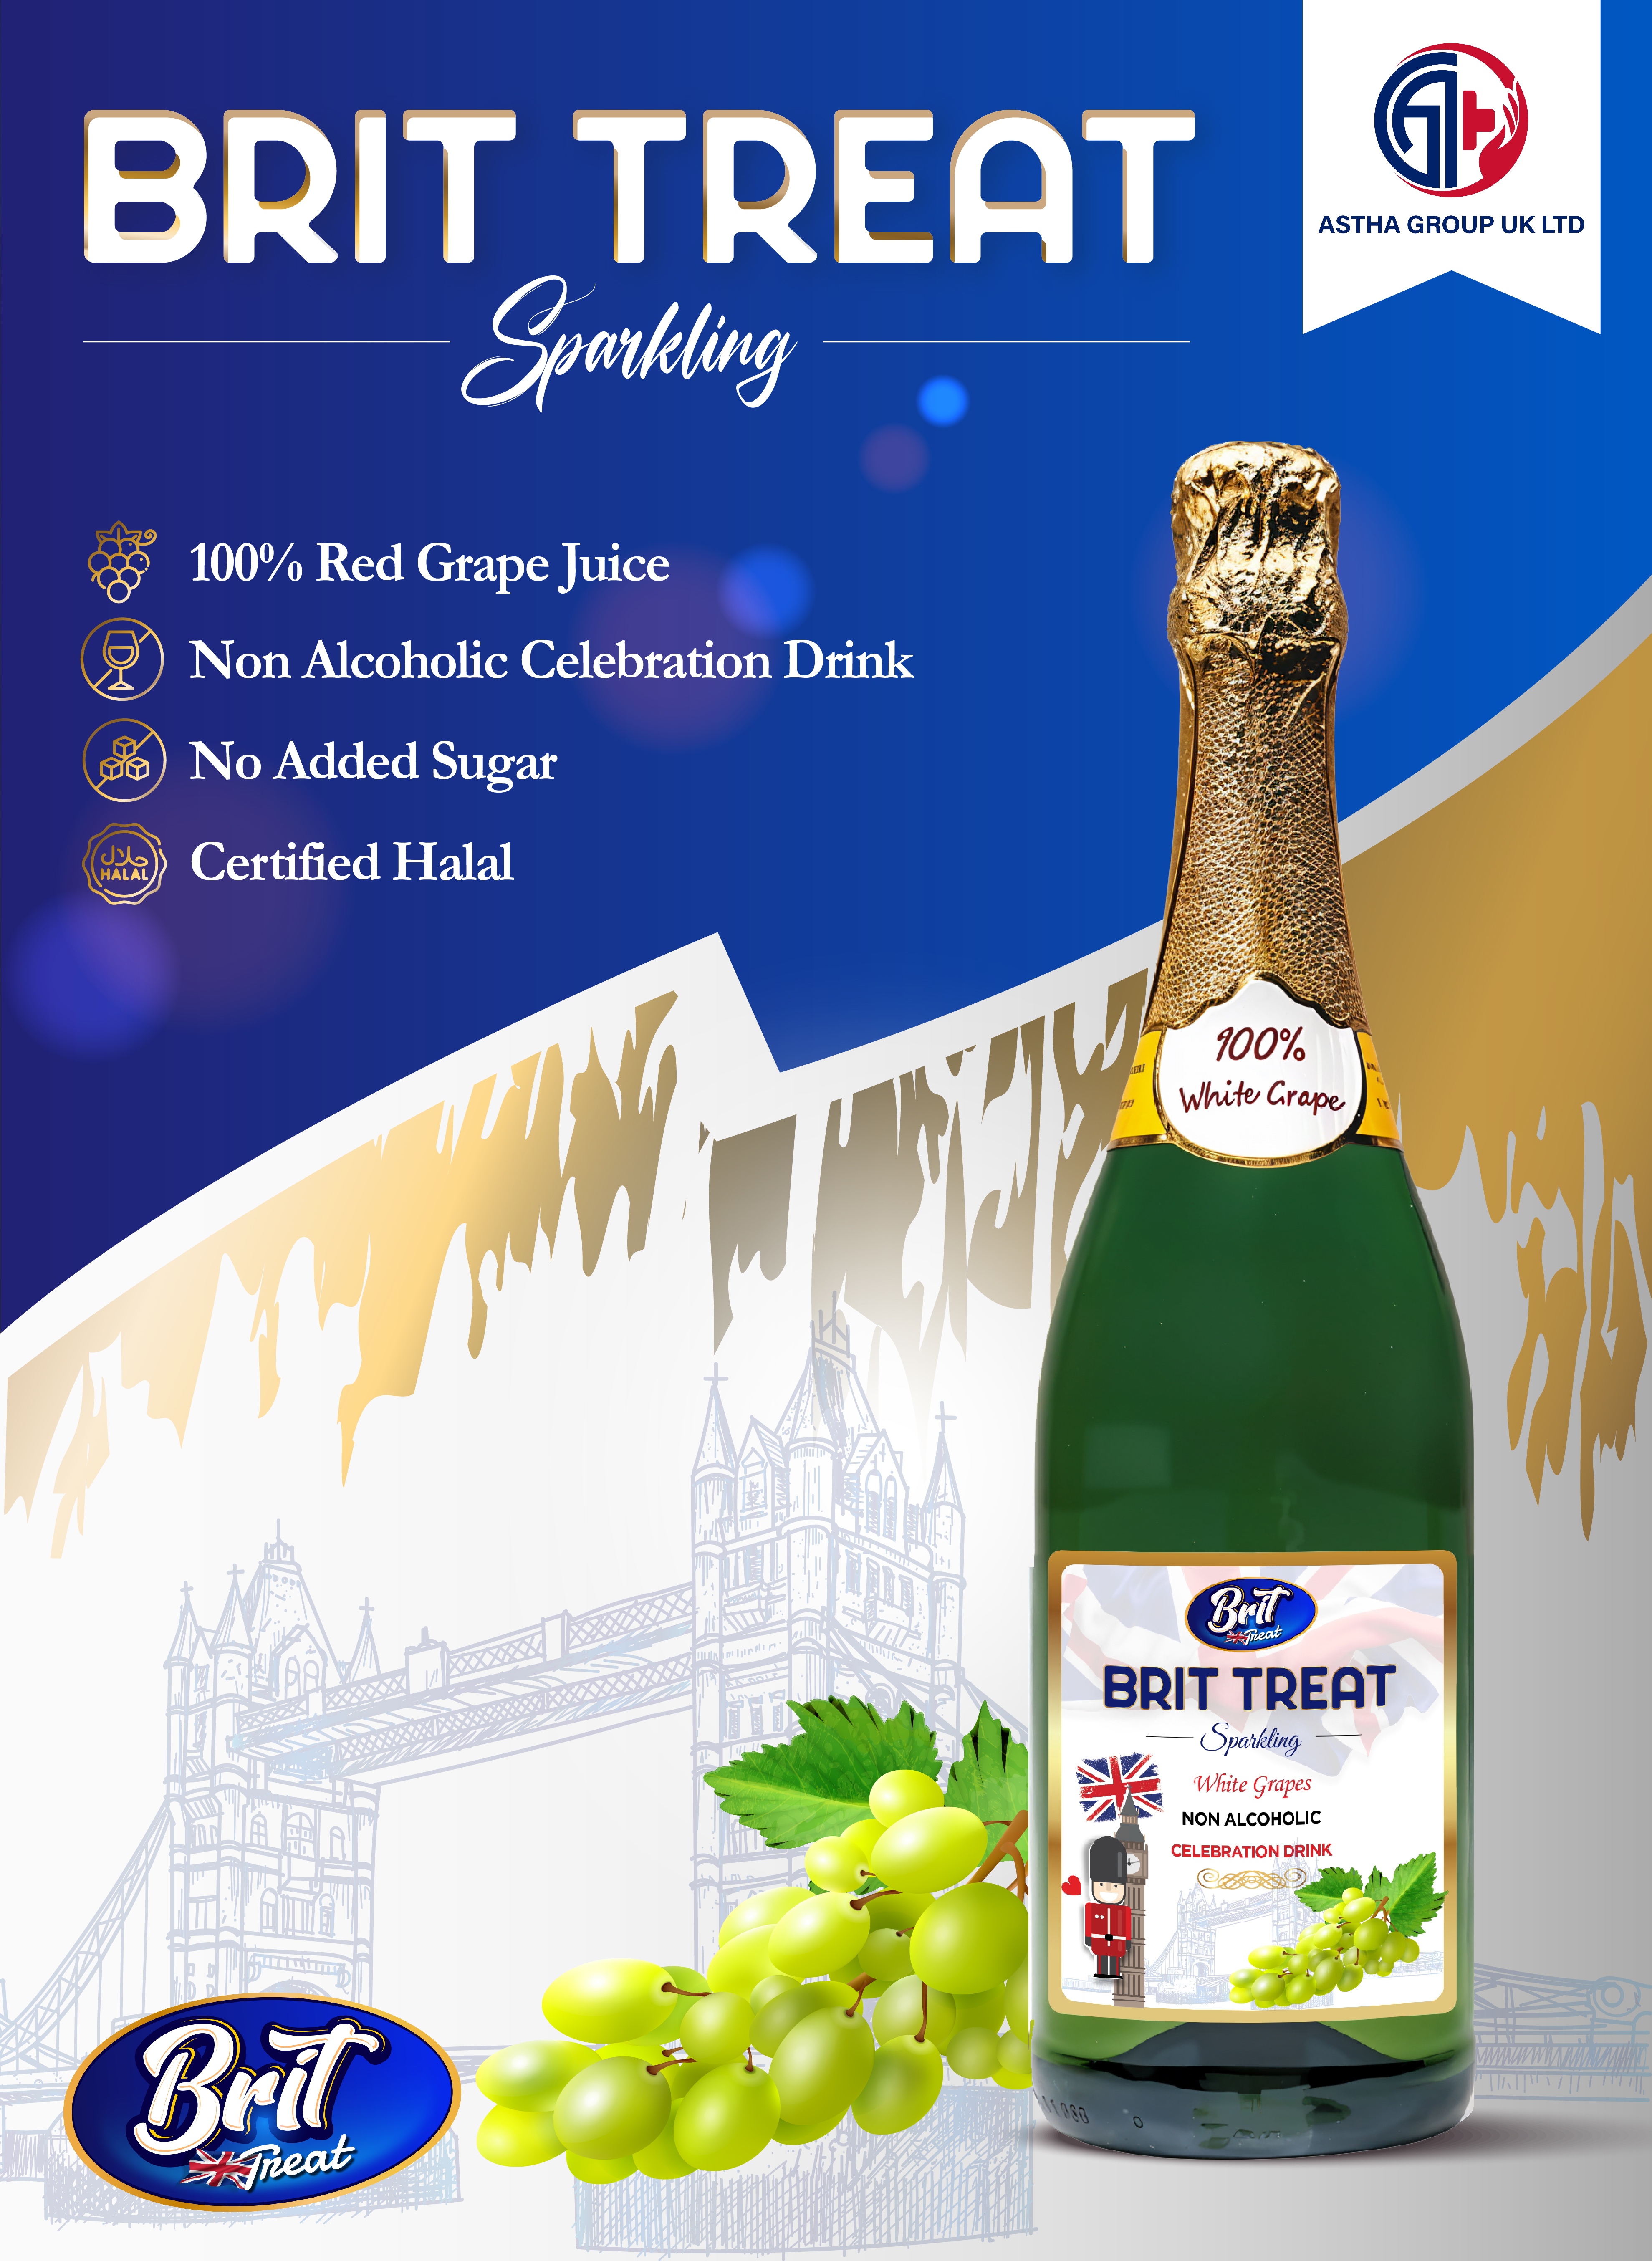 BRIT TREAT
Sparkling
ASTHA GROUP UK LTD
100% Red Grape Juice
Non Alcoholic Celebration Drink
No Added Sugar
حلال
HALAL
Certified Halal
100%
White Grape
Brit
Treat
BRIT TREAT
Sparkling
White Grapes
NON ALCOHOLIC
CELEBRATION DRINK
Brit
Treat